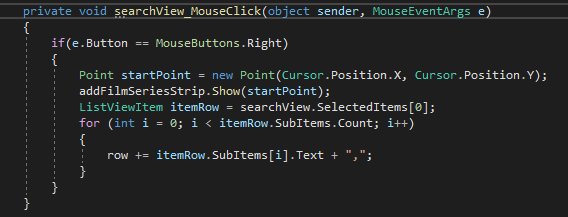 private void searchView_MouseClick(object sender, MouseEventArgs e)
{
if(e.Button == MouseButtons.Right)
{
Point startPoint = new Point(Cursor.Position.X, Cursor.Position.Y);
addFilmSeriesStrip.Show(startPoint);
ListViewItem itemRow = searchView.SelectedItems[0];
for (int i = 0; i < itemRow.SubItems.Count; i++)
{
row += itemRow.SubItems[i].Text + ",";
}
}
}